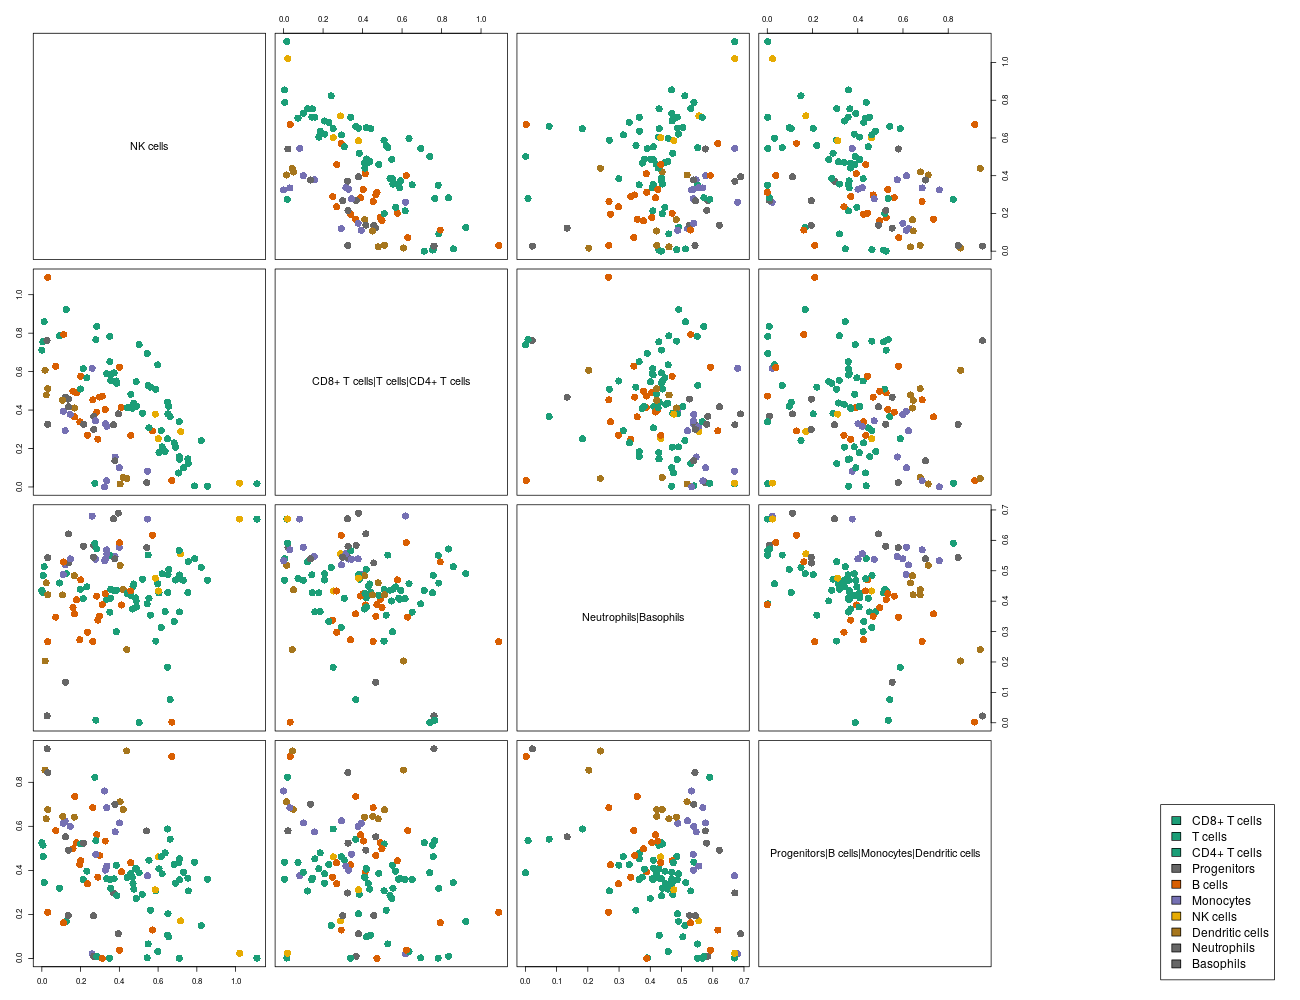 0.0 0.2 0.4 0.6 0.8 1.0
0.0 0.2 0.4 0.6 0.8
NK cells
0.0 0.2 0.4 0.6 0.8 1.0
0.0 0.2 0.4 0.6 0.8 1.0
CD8+ T cells|T cells|CD4+ T cells
Neutrophils|Basophils
0.0 0.1 0.2 0.3 0.4 0.5 0.6 0.7
0.0 0.2 0.4 0.6 0.8
Progenitors|B cells|Monocytes|Dendritic cells
0.0 0.2 0.4 0.6 0.8 1.0
0.0 0.1 0.2 0.3 0.4 0.5 0.6 0.7
CD8+ T cells
T cells
CD4+ T cells
Progenitors
B cells
Monocytes
NK cells
Dendritic cells
Neutrophils
Basophils